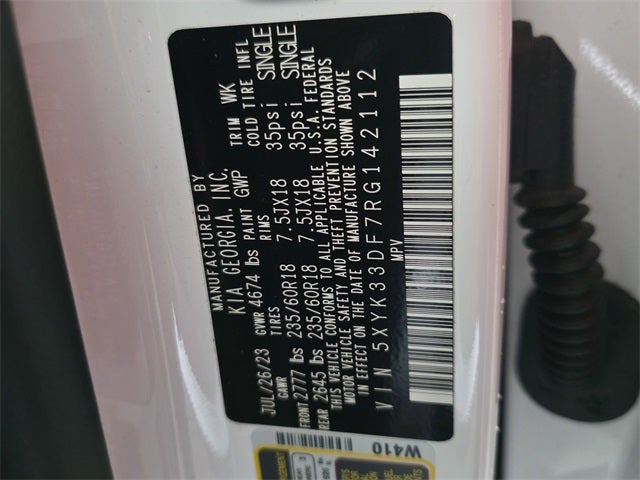 MANUFACTURED BY
KIA GEORGIA, INC.
JUL/26/23 GVWR 4674 lbs PAINT GWP TRIM WK
GAWR TIRES RIMS COLD TIRE INFL
FRONT 2777 lbs 235/60R18 7.5JX18 35psi SINGLE
REAR 2645 lbs 235/60R18 7.5JX18 35psi SINGLE
THIS VEHICLE CONFORMS TO ALL APPLICABLE U.S.A. FEDERAL
MOTOR VEHICLE SAFETY AND THEFT PREVENTION STANDARDS
IN EFFECT ON THE DATE OF MANUFACTURE SHOWN ABOVE
VIN 5XYK33DF7RG142112
MPV
W410